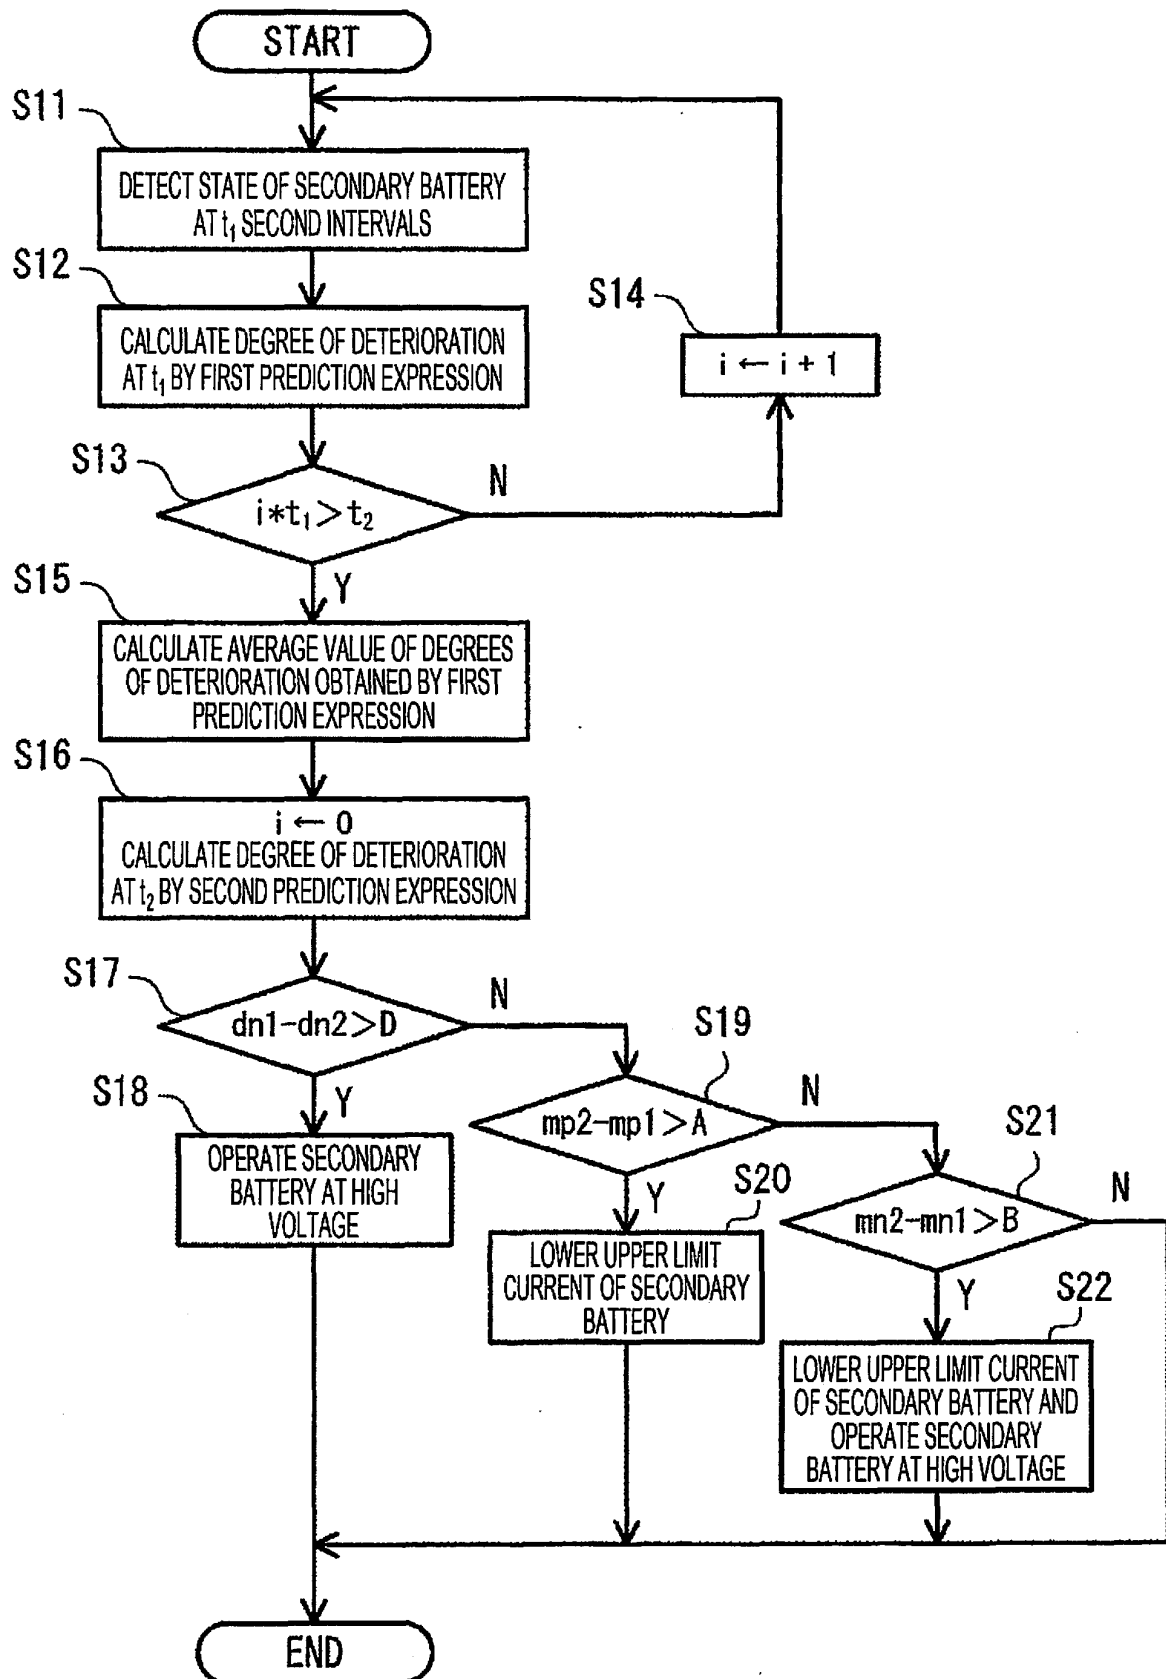 START
S11
DETECT STATE OF SECONDARY BATTERY
AT t₁ SECOND INTERVALS
S12
CALCULATE DEGREE OF DETERIORATION
AT t₁ BY FIRST PREDICTION EXPRESSION
S14
i ← i + 1
S13
i*t₁>t₂
N
Y
S15
CALCULATE AVERAGE VALUE OF DEGREES
OF DETERIORATION OBTAINED BY FIRST
PREDICTION EXPRESSION
S16
i ← 0
CALCULATE DEGREE OF DETERIORATION
AT t₂ BY SECOND PREDICTION EXPRESSION
S17
dn1-dn2>D
N
Y
S18
OPERATE SECONDARY
BATTERY AT HIGH
VOLTAGE
S19
mp2-mp1>A
N
Y
S20
LOWER UPPER LIMIT
CURRENT OF SECONDARY
BATTERY
S21
mn2-mn1>B
N
Y
S22
LOWER UPPER LIMIT CURRENT
OF SECONDARY BATTERY AND
OPERATE SECONDARY
BATTERY AT HIGH VOLTAGE
END